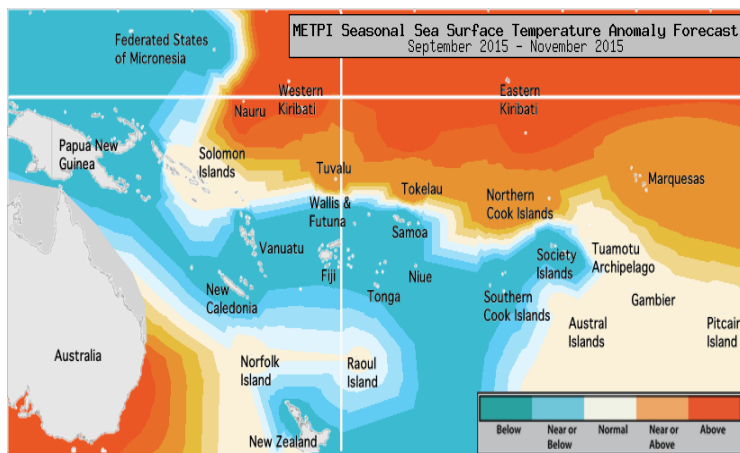 METPI Seasonal Sea Surface Temperature Anomaly Forecast
September 2015 - November 2015
Federated States
of Micronesia
Nauru
Western
Kiribati
Eastern
Kiribati
Papua New
Guinea
Solomon
Islands
Tuvalu
Tokelau
Marquesas
Northern
Cook Islands
Wallis &
Futuna
Samoa
Vanuatu
Fiji
Niue
Society
Islands
Tuamotu
Archipelago
New
Caledonia
Tonga
Southern
Cook Islands
Gambier
Austral
Islands
Pitcain
Island
Australia
Norfolk
Island
Raoul
Island
New Zealand
Below
Near or
Below
Normal
Near or
Above
Above